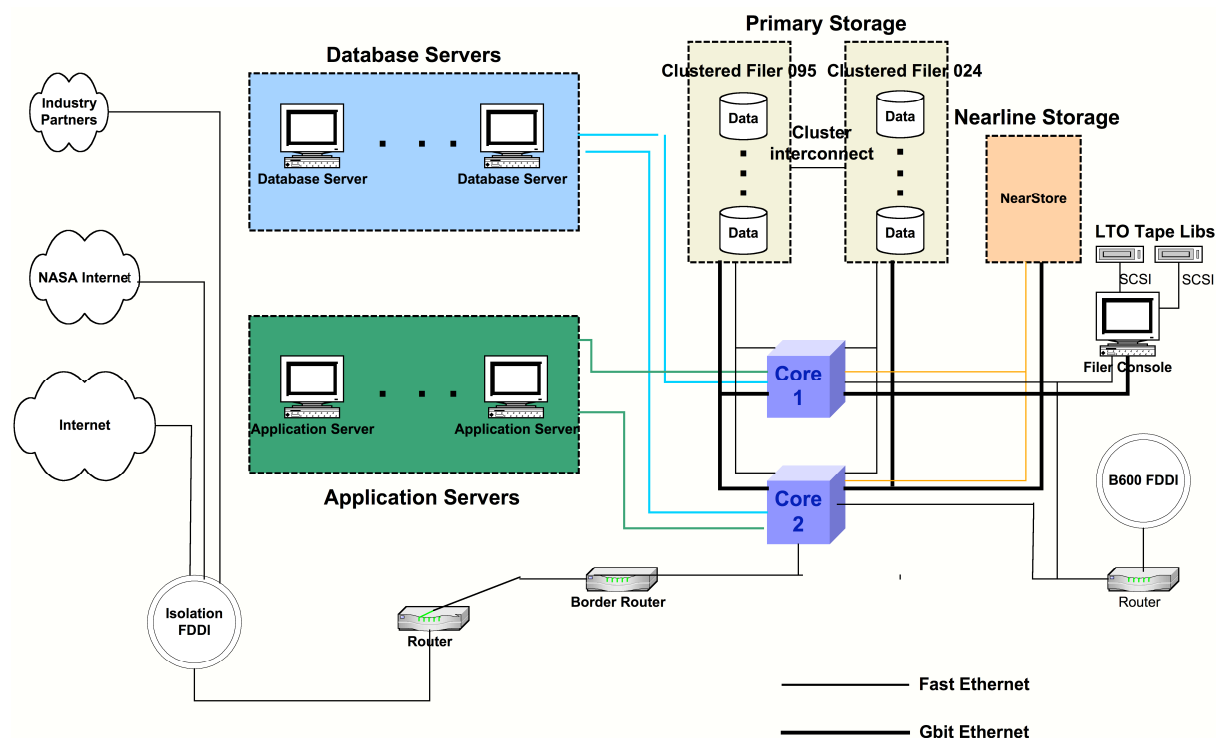 Primary Storage
Database Servers
Clustered Filer 095
Clustered Filer 024
Industry
Partners
Data
Data
Nearline Storage
Cluster
interconnect
Database Server
Database Server
NearStore
Data
Data
LTO Tape Libs
NASA Internet
SCSI
SCSI
Filer Console
Core
1
Internet
Application Server
Application Server
B600 FDDI
Application Servers
Core
2
Border Router
Router
Isolation
FDDI
Router
Fast Ethernet
Gbit Ethernet